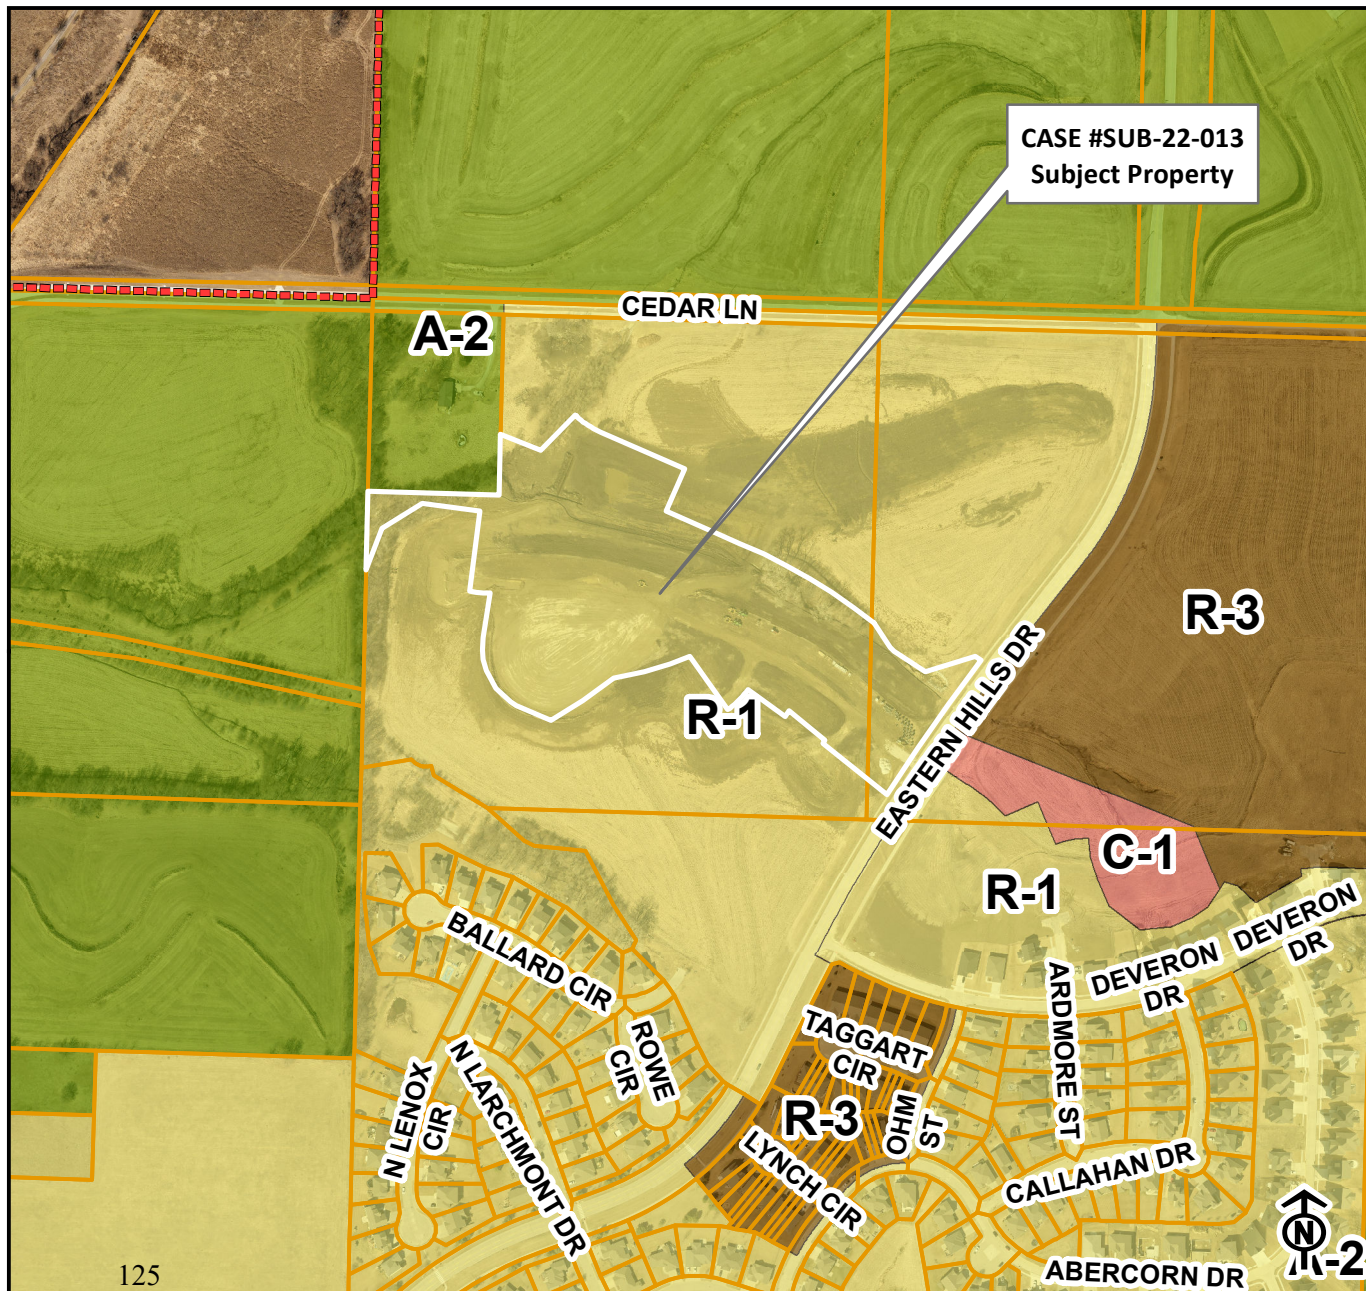 CASE #SUB-22-013
Subject Property
CEDAR LN
A-2
R-3
EASTERN HILLS DR
R-1
C-1
R-1
DEVERON DR
DEVERON DR
BALLARD CIR
ARDMORE ST
TAGGART CIR
ROWE CIR
N LENOX CIR
N LARCHMONT DR
R-3
OHM ST
LYNCH CIR
CALLAHAN DR
N
-2
ABERCORN DR
125